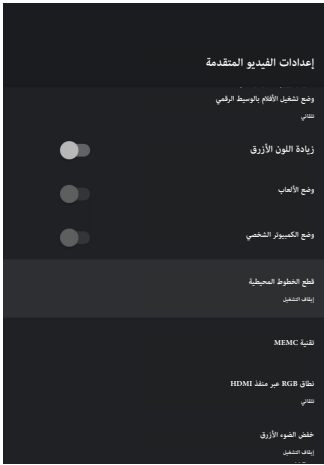 إعدادات الفيديو المتقدمة
وضع تشغيل الأفلام بالوسيط الرقمي
تلقائي
زيادة اللون الأزرق
وضع الألعاب
وضع الكمبيوتر الشخصي
قطع الخطوط المحيطية
إيقاف التشغيل
تقنية MEMC
نطاق RGB عبر منفذ HDMI
تلقائي
خفض الضوء الأزرق
إيقاف التشغيل